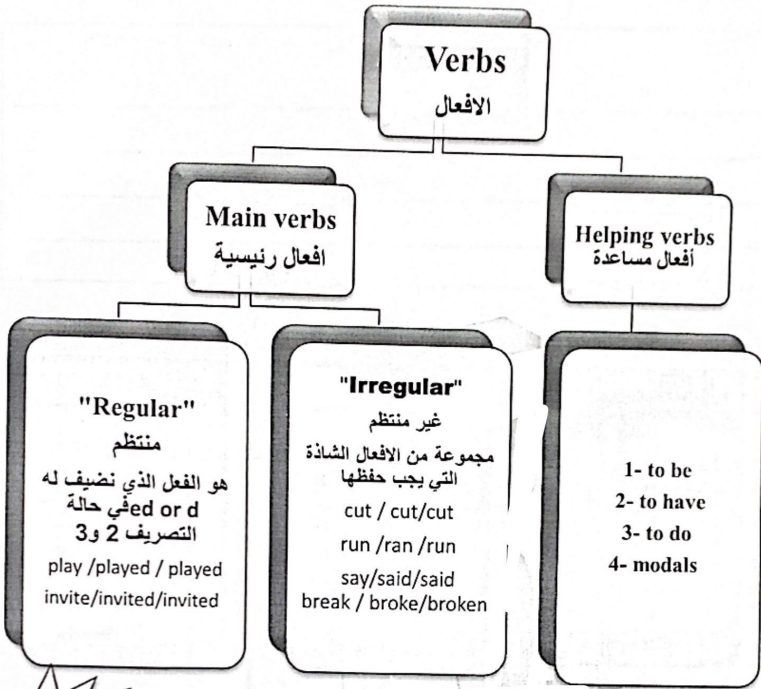 Verbs
الافعال
Main verbs
افعال رئيسية
Helping verbs
أفعال مساعدة
"Regular"
منتظم
هو الفعل الذي نضيف له
ed or d في حالة
التصريف 2 و3
play /played / played
invite/invited/invited
"Irregular"
غير منتظم
مجموعة من الافعال الشاذة
التي يجب حفظها
cut / cut/cut
run /ran /run
say/said/said
break / broke/broken
1- to be
2- to have
3- to do
4- modals